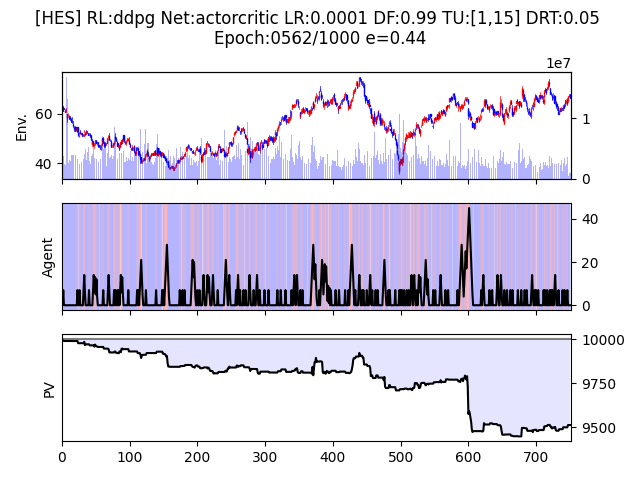 [HES] RL:ddpg Net:actorcritic LR:0.0001 DF:0.99 TU:[1,15] DRT:0.05
Epoch:0562/1000 e=0.44
1e7
Env.
60
40
1
0
Agent
40
20
0
PV
10000
9750
9500
0 100 200 300 400 500 600 700